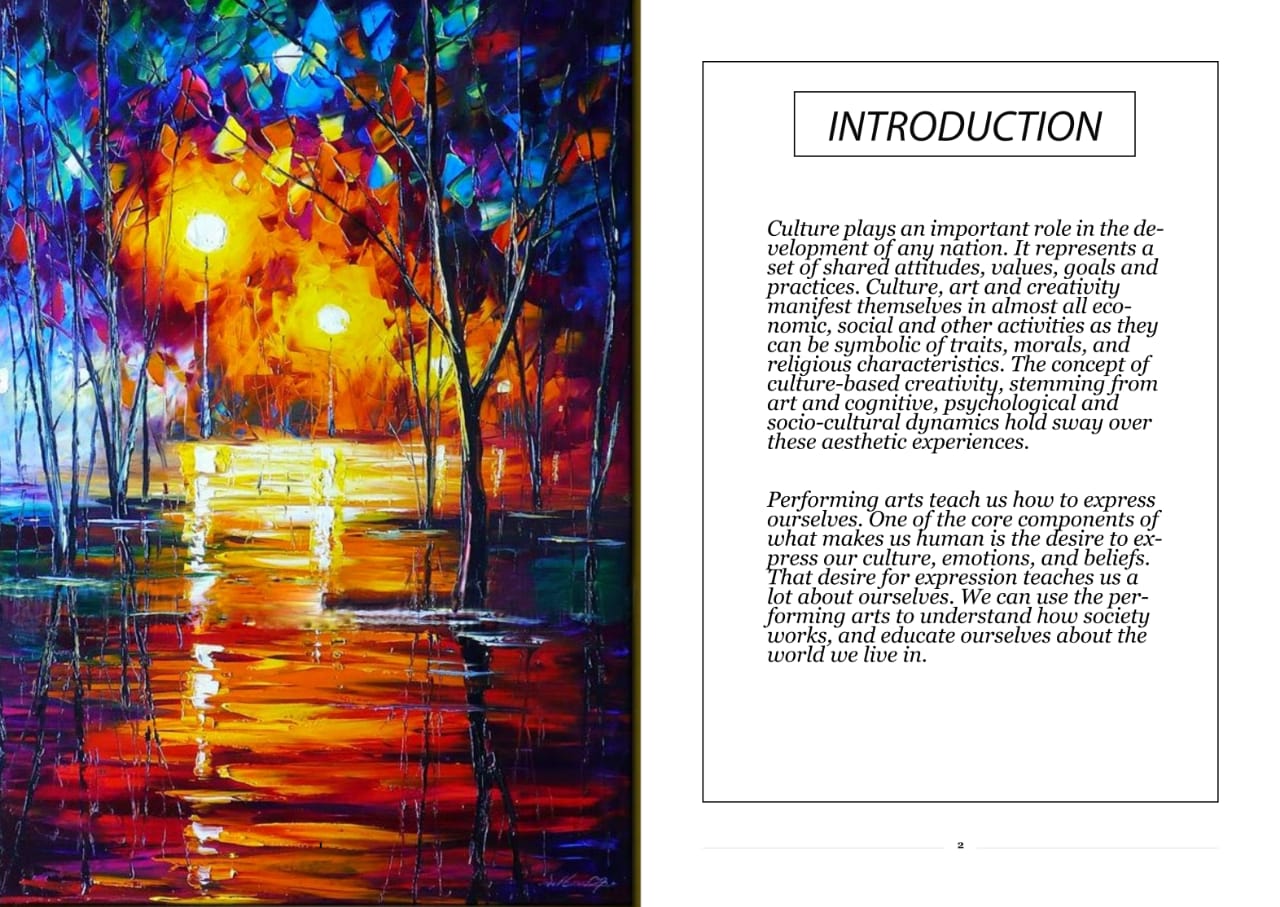 INTRODUCTION
Culture plays an important role in the de-
velopment of any nation. It represents a
set of shared attitudes, values, goals and
practices. Culture, art and creativity
manifest themselves in almost all eco-
nomic, social and other activities as they
can be symbolic of traits, morals, and
religious characteristics. The concept of
culture-based creativity, stemming from
art and cognitive, psychological and
socio-cultural dynamics hold sway over
these aesthetic experiences.
Performing arts teach us how to express
ourselves. One of the core components of
what makes us human is the desire to ex-
press our culture, emotions, and beliefs.
That desire for expression teaches us a
lot about ourselves. We can use the per-
forming arts to understand how society
works, and educate ourselves about the
world we live in.
2